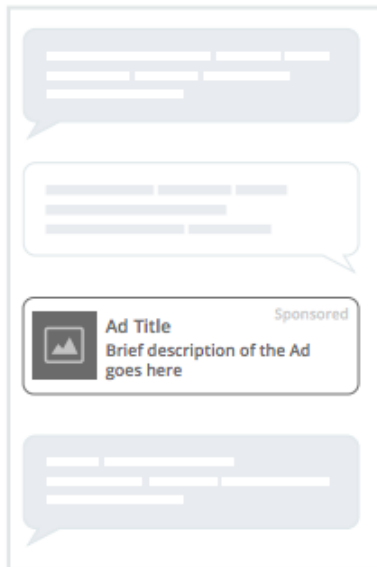 Sponsored
Ad Title
Brief description of the Ad
goes here